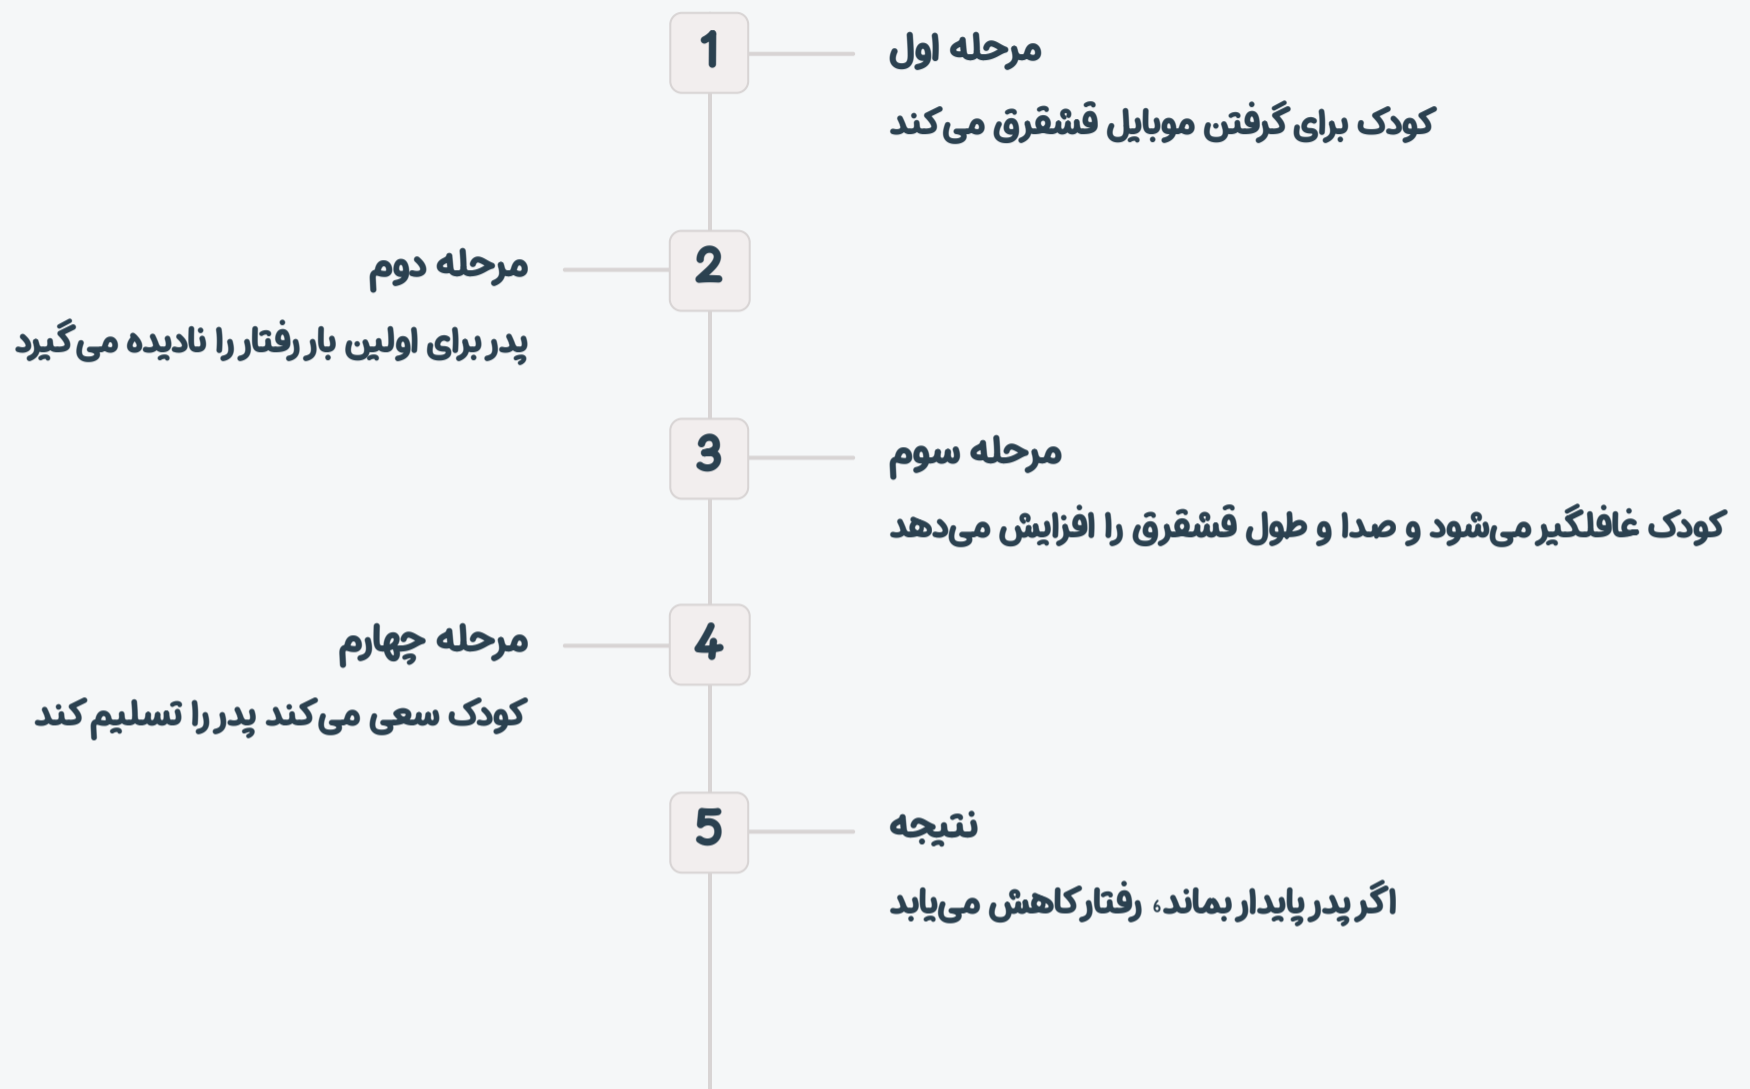 1
مرحله اول
کودک برای گرفتن موبایل قشقرق می‌کند
2
مرحله دوم
پدر برای اولین بار رفتار را نادیده می‌گیرد
3
مرحله سوم
کودک غافلگیر می‌شود و صدا و طول قشقرق را افزایش می‌دهد
4
مرحله چهارم
کودک سعی می‌کند پدر را تسلیم کند
5
نتیجه
اگر پدر پایدار بماند، رفتار کاهش می‌یابد